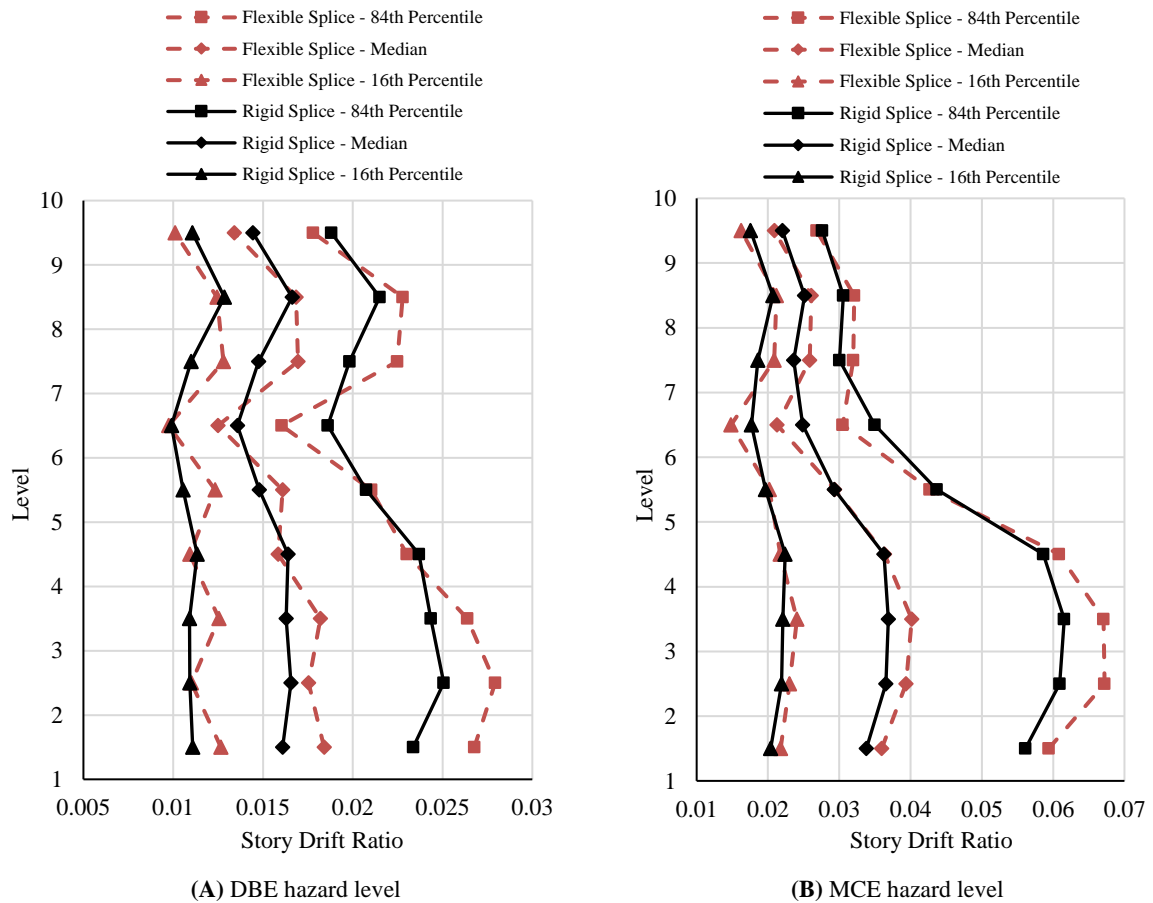 Flexible Splice - 84th Percentile
Flexible Splice - Median
Flexible Splice - 16th Percentile
Rigid Splice - 84th Percentile
Rigid Splice - Median
Rigid Splice - 16th Percentile
10
9
8
7
6
5
4
3
2
1
Level
0.005
0.01
0.015
0.02
0.025
0.03
Story Drift Ratio
(A) DBE hazard level
Flexible Splice - 84th Percentile
Flexible Splice - Median
Flexible Splice - 16th Percentile
Rigid Splice - 84th Percentile
Rigid Splice - Median
Rigid Splice - 16th Percentile
10
9
8
7
6
5
4
3
2
1
Level
0.01
0.02
0.03
0.04
0.05
0.06
0.07
Story Drift Ratio
(B) MCE hazard level